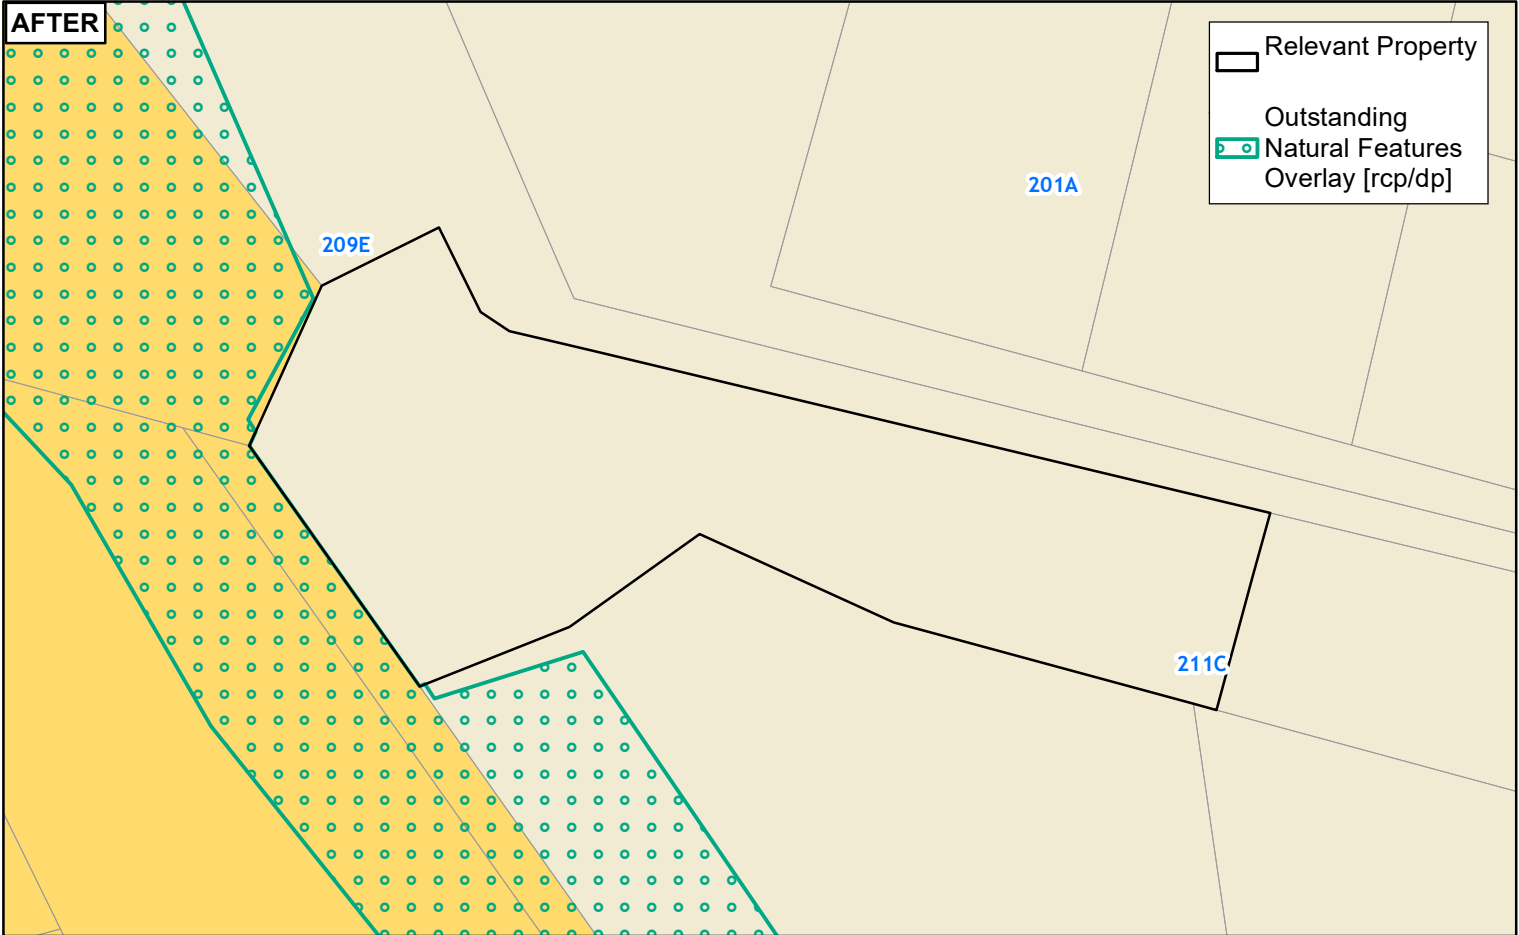 AFTER
Relevant Property
Outstanding
Natural Features
Overlay [rcp/dp]
201A
209E
211C